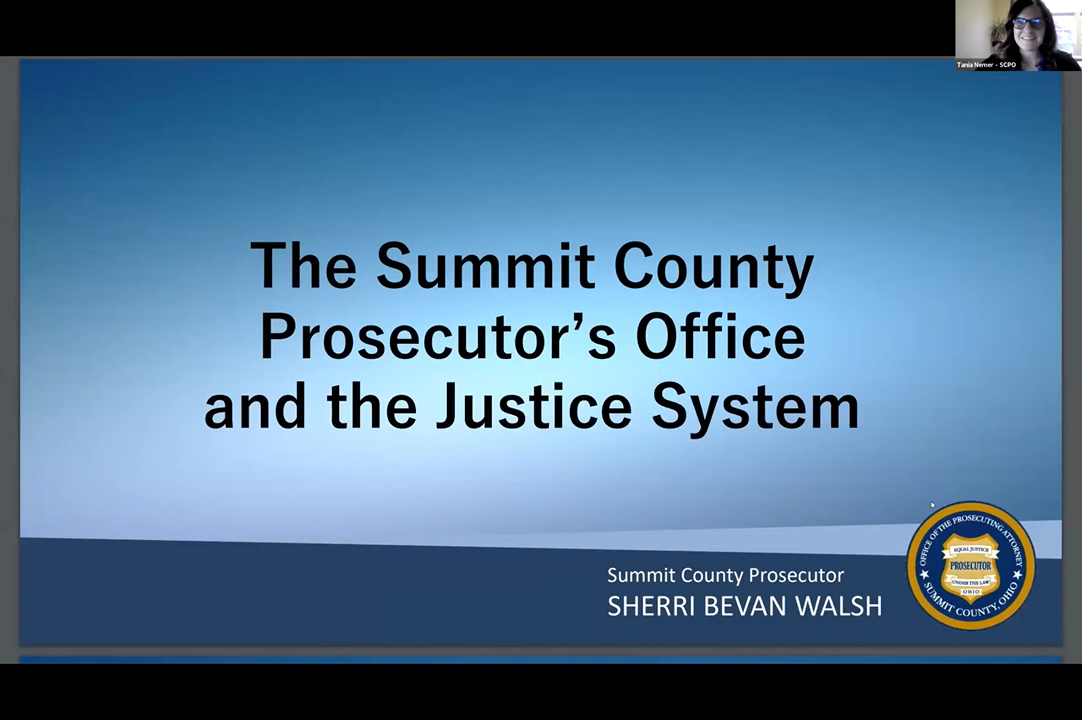 Tania Nemer - SCPO
The Summit County
Prosecutor’s Office
and the Justice System
Summit County Prosecutor
SHERRI BEVAN WALSH
OFFICE OF THE PROSECUTING ATTORNEY
EQUAL JUSTICE
PROSECUTOR
UNDER THE LAW
OHIO
SUMMIT COUNTY, OHIO